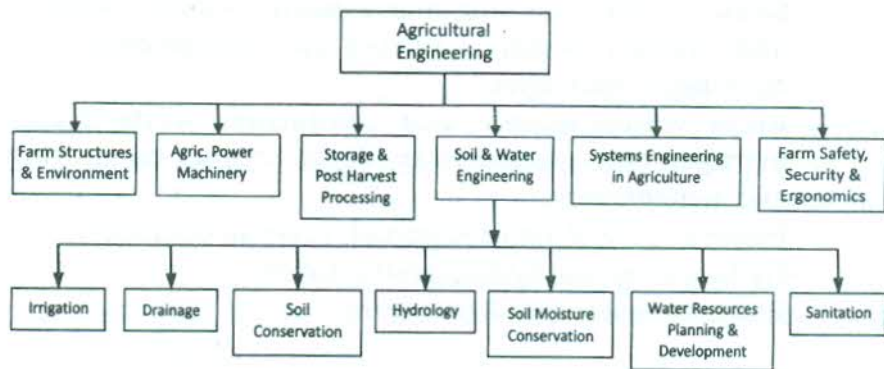 Agricultural
Engineering
Farm Structures
& Environment
Agric. Power
Machinery
Storage &
Post Harvest
Processing
Soil & Water
Engineering
Systems Engineering
in Agriculture
Farm Safety,
Security &
Ergonomics
Irrigation
Drainage
Soil
Conservation
Hydrology
Soil Moisture
Conservation
Water Resources
Planning &
Development
Sanitation